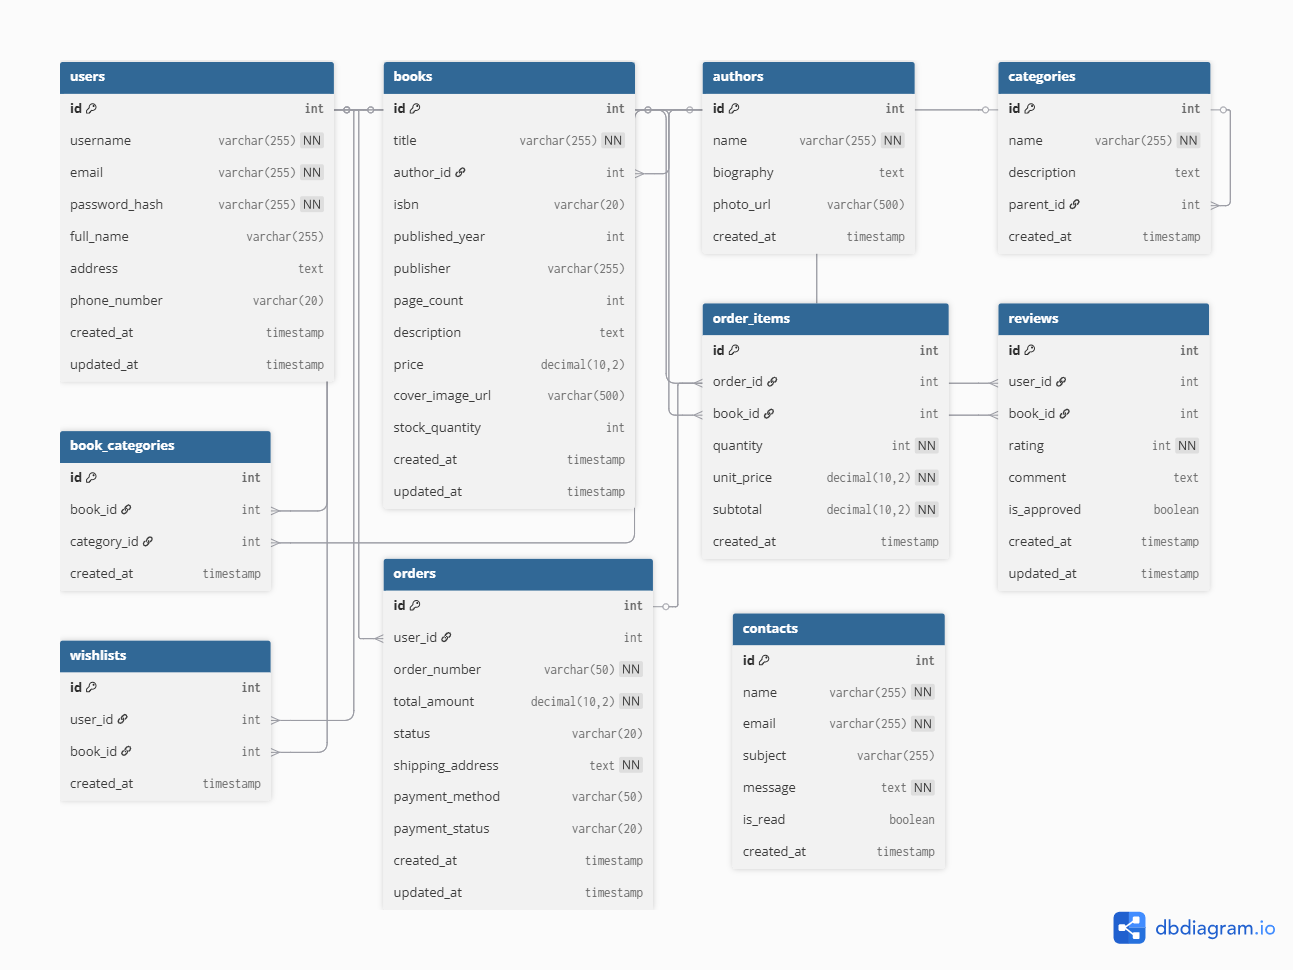 users
id int
username varchar(255) NN
email varchar(255) NN
password_hash varchar(255) NN
full_name varchar(255)
address text
phone_number varchar(20)
created_at timestamp
updated_at timestamp
books
id int
title varchar(255) NN
author_id int
isbn varchar(20)
published_year int
publisher varchar(255)
page_count int
description text
price decimal(10,2)
cover_image_url varchar(500)
stock_quantity int
created_at timestamp
updated_at timestamp
authors
id int
name varchar(255) NN
biography text
photo_url varchar(500)
created_at timestamp
categories
id int
name varchar(255) NN
description text
parent_id int
created_at timestamp
order_items
id int
order_id int
book_id int
quantity int NN
unit_price decimal(10,2) NN
subtotal decimal(10,2) NN
created_at timestamp
reviews
id int
user_id int
book_id int
rating int NN
comment text
is_approved boolean
created_at timestamp
updated_at timestamp
book_categories
id int
book_id int
category_id int
created_at timestamp
orders
id int
user_id int
order_number varchar(50) NN
total_amount decimal(10,2) NN
status varchar(20)
shipping_address text NN
payment_method varchar(50)
payment_status varchar(20)
created_at timestamp
updated_at timestamp
contacts
id int
name varchar(255) NN
email varchar(255) NN
subject varchar(255)
message text NN
is_read boolean
created_at timestamp
wishlists
id int
user_id int
book_id int
created_at timestamp
dbdiagram.io